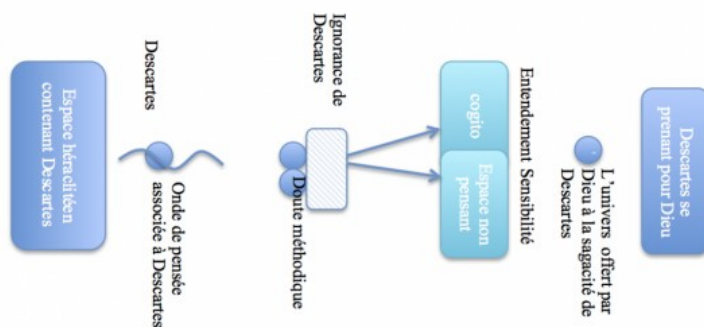 Descartes se
prenant pour Dieu
L'univers offert par
Dieu à la sagacité de
Descartes
Entendement Sensibilité
cogito
Espace non
pensant
Ignorance de
Descartes
Doute méthodique
Descartes
Onde de pensée
associée à Descartes
Espace héraclitéen
contenant Descartes